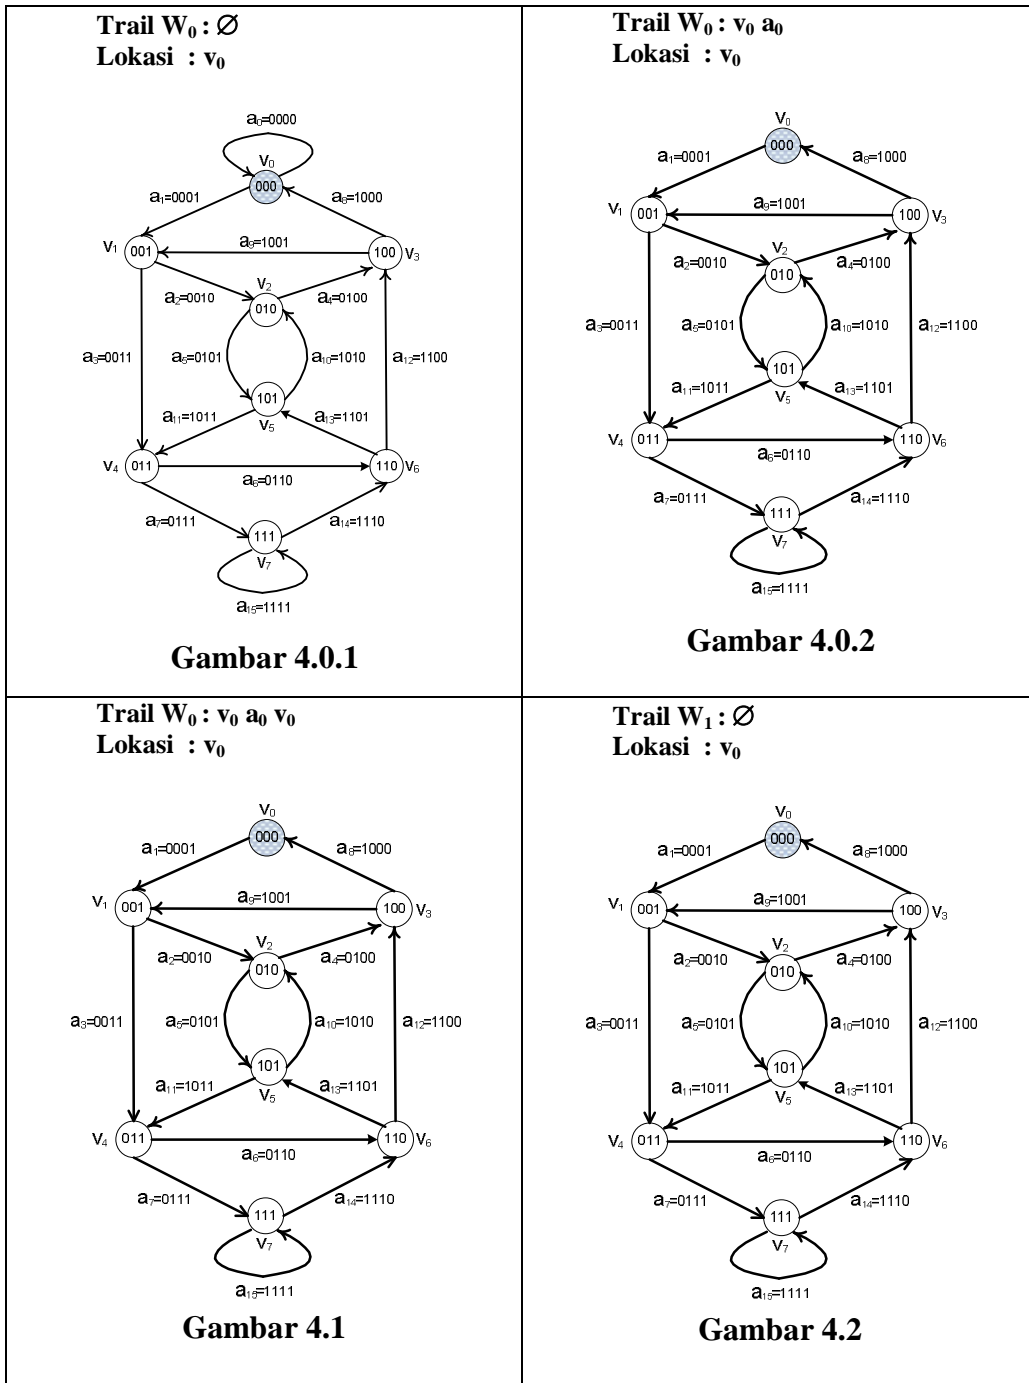 Trail W₀ : ∅
Lokasi : v₀
a₀=0000
V₀
000
a₁=0001
a₈=1000
V₁
001
a₉=1001
100
V₃
V₂
a₂=0010
a₄=0100
010
a₃=0011
a₅=0101
a₁₀=1010
a₁₂=1100
101
a₁₁=1011
a₁₃=1101
V₅
V₄
011
110
V₆
a₆=0110
a₇=0111
a₁₄=1110
111
V₇
a₁₅=1111
Gambar 4.0.1
Trail W₀ : v₀ a₀
Lokasi : v₀
V₀
000
a₁=0001
a₈=1000
V₁
001
a₉=1001
100
V₃
V₂
a₂=0010
a₄=0100
010
a₃=0011
a₅=0101
a₁₀=1010
a₁₂=1100
101
a₁₁=1011
a₁₃=1101
V₅
V₄
011
110
V₆
a₆=0110
a₇=0111
a₁₄=1110
111
V₇
a₁₅=1111
Gambar 4.0.2
Trail W₀ : v₀ a₀ v₀
Lokasi : v₀
V₀
000
a₁=0001
a₈=1000
V₁
001
a₉=1001
100
V₃
V₂
a₂=0010
a₄=0100
010
a₃=0011
a₅=0101
a₁₀=1010
a₁₂=1100
101
a₁₁=1011
a₁₃=1101
V₅
V₄
011
110
V₆
a₆=0110
a₇=0111
a₁₄=1110
111
V₇
a₁₅=1111
Gambar 4.1
Trail W₁ : ∅
Lokasi : v₀
V₀
000
a₁=0001
a₈=1000
V₁
001
a₉=1001
100
V₃
V₂
a₂=0010
a₄=0100
010
a₃=0011
a₅=0101
a₁₀=1010
a₁₂=1100
101
a₁₁=1011
a₁₃=1101
V₅
V₄
011
110
V₆
a₆=0110
a₇=0111
a₁₄=1110
111
V₇
a₁₅=1111
Gambar 4.2